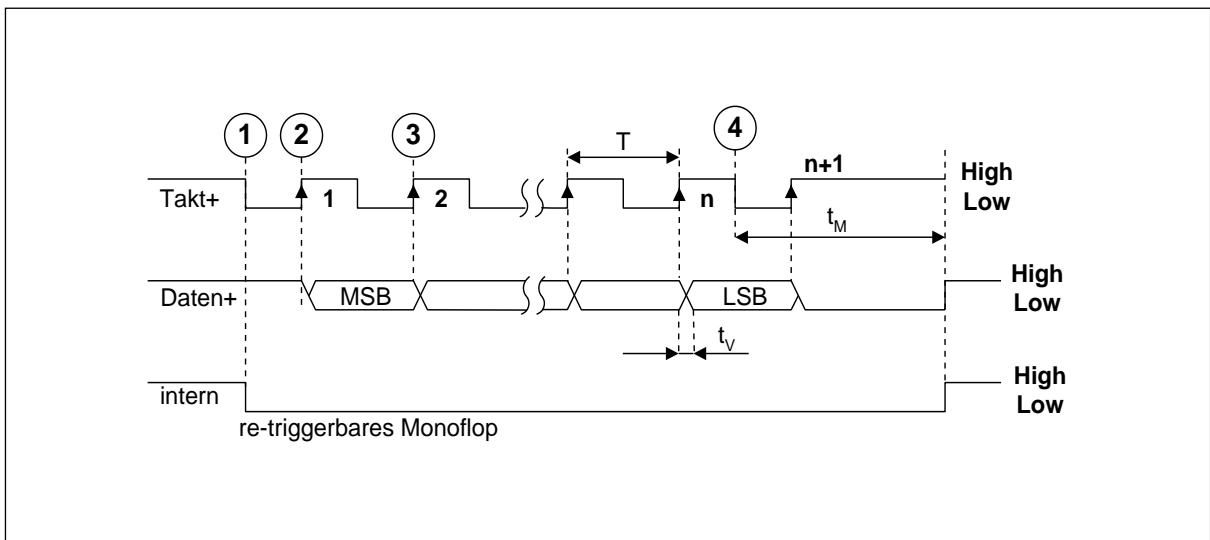 1 2 3 4
T
Takt+ 1 2 n n+1 High
Low
t_M
Daten+ MSB LSB High
Low
t_V
intern High
Low
re-triggerbares Monoflop